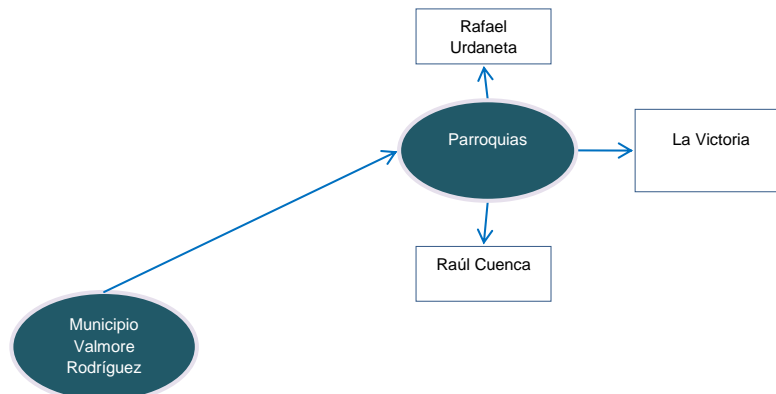 Rafael
Urdaneta
Parroquias
La Victoria
Raúl Cuenca
Municipio
Valmore
Rodríguez